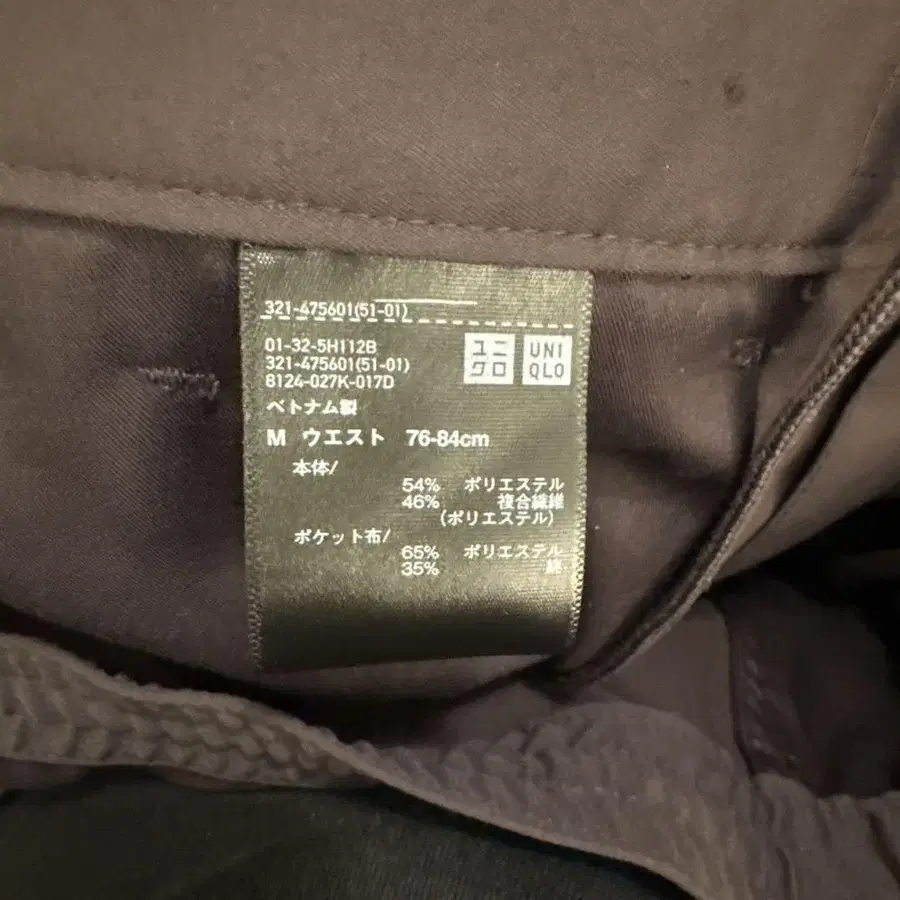 321-475601(51-01)
01-32-5H112B
321-475601(51-01)
8124-027K-017D
ユニ
クロ
UNI
QLO
ベトナム製
M ウエスト 76-84cm
本体/
54% ポリエステル
46% 複合繊維
(ポリエステル)
ポケット布/
65% ポリエステル
35% 綿